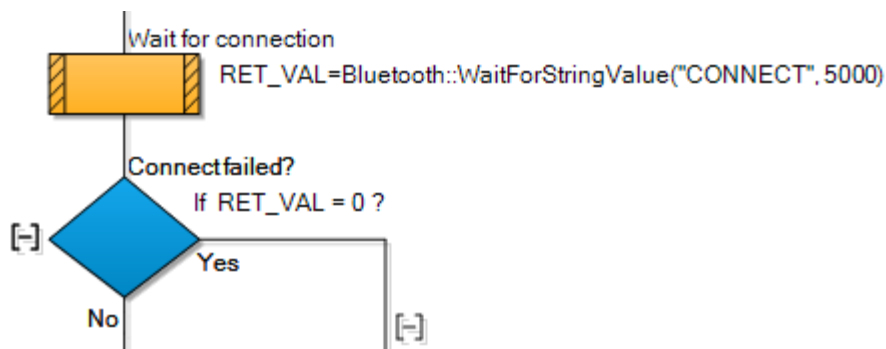 Wait for connection
RET_VAL=Bluetooth::WaitForStringValue("CONNECT", 5000)
Connect failed?
If RET_VAL = 0 ?
[-]
Yes
No
[-]